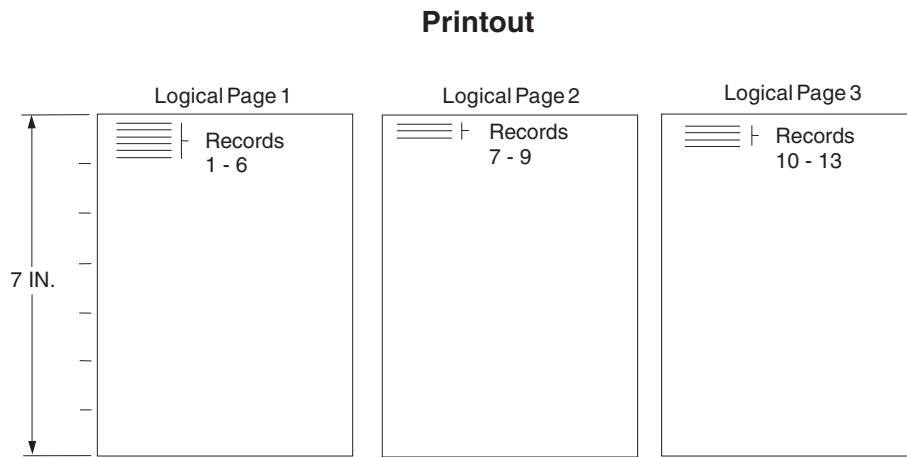 Printout
Logical Page 1
Logical Page 2
Logical Page 3
Records
1 - 6
Records
7 - 9
Records
10 - 13
7 IN.